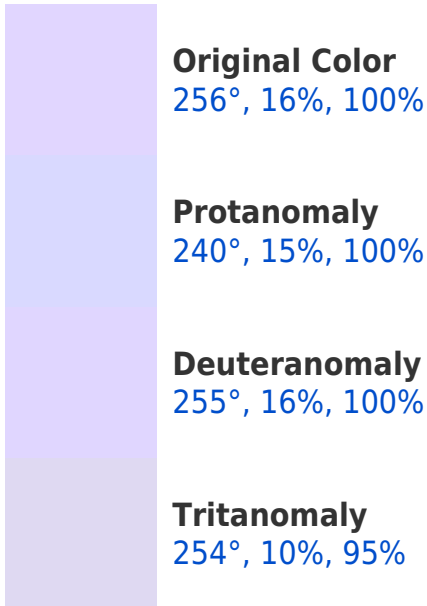 Original Color
256°, 16%, 100%
Protanomaly
240°, 15%, 100%
Deuteranomaly
255°, 16%, 100%
Tritanomaly
254°, 10%, 95%